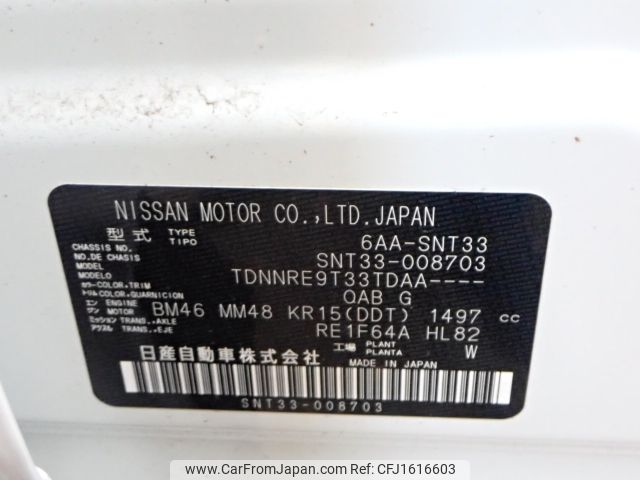 NISSAN MOTOR CO.,LTD.JAPAN
型式 TYPE TIPO 6AA-SNT33
CHASSIS NO. NO.DE CHASIS SNT33-008703
MODEL MODELO TDNNRE9T33TDAA----
カラー COLOR,TRIM トリム COLOR,GUARNICION QAB G
エン ENGINE ジン MOTOR BM46 MM48 KR15(DDT) 1497 cc
ミッション TRANS.,AXLE アクスル TRANS.,EJE RE1F64A HL82
工場 PLANT PLANTA W
日産自動車株式会社 MADE IN JAPAN
SNT33-008703
www.CarFromJapan.com | Ref. CFJ1616603